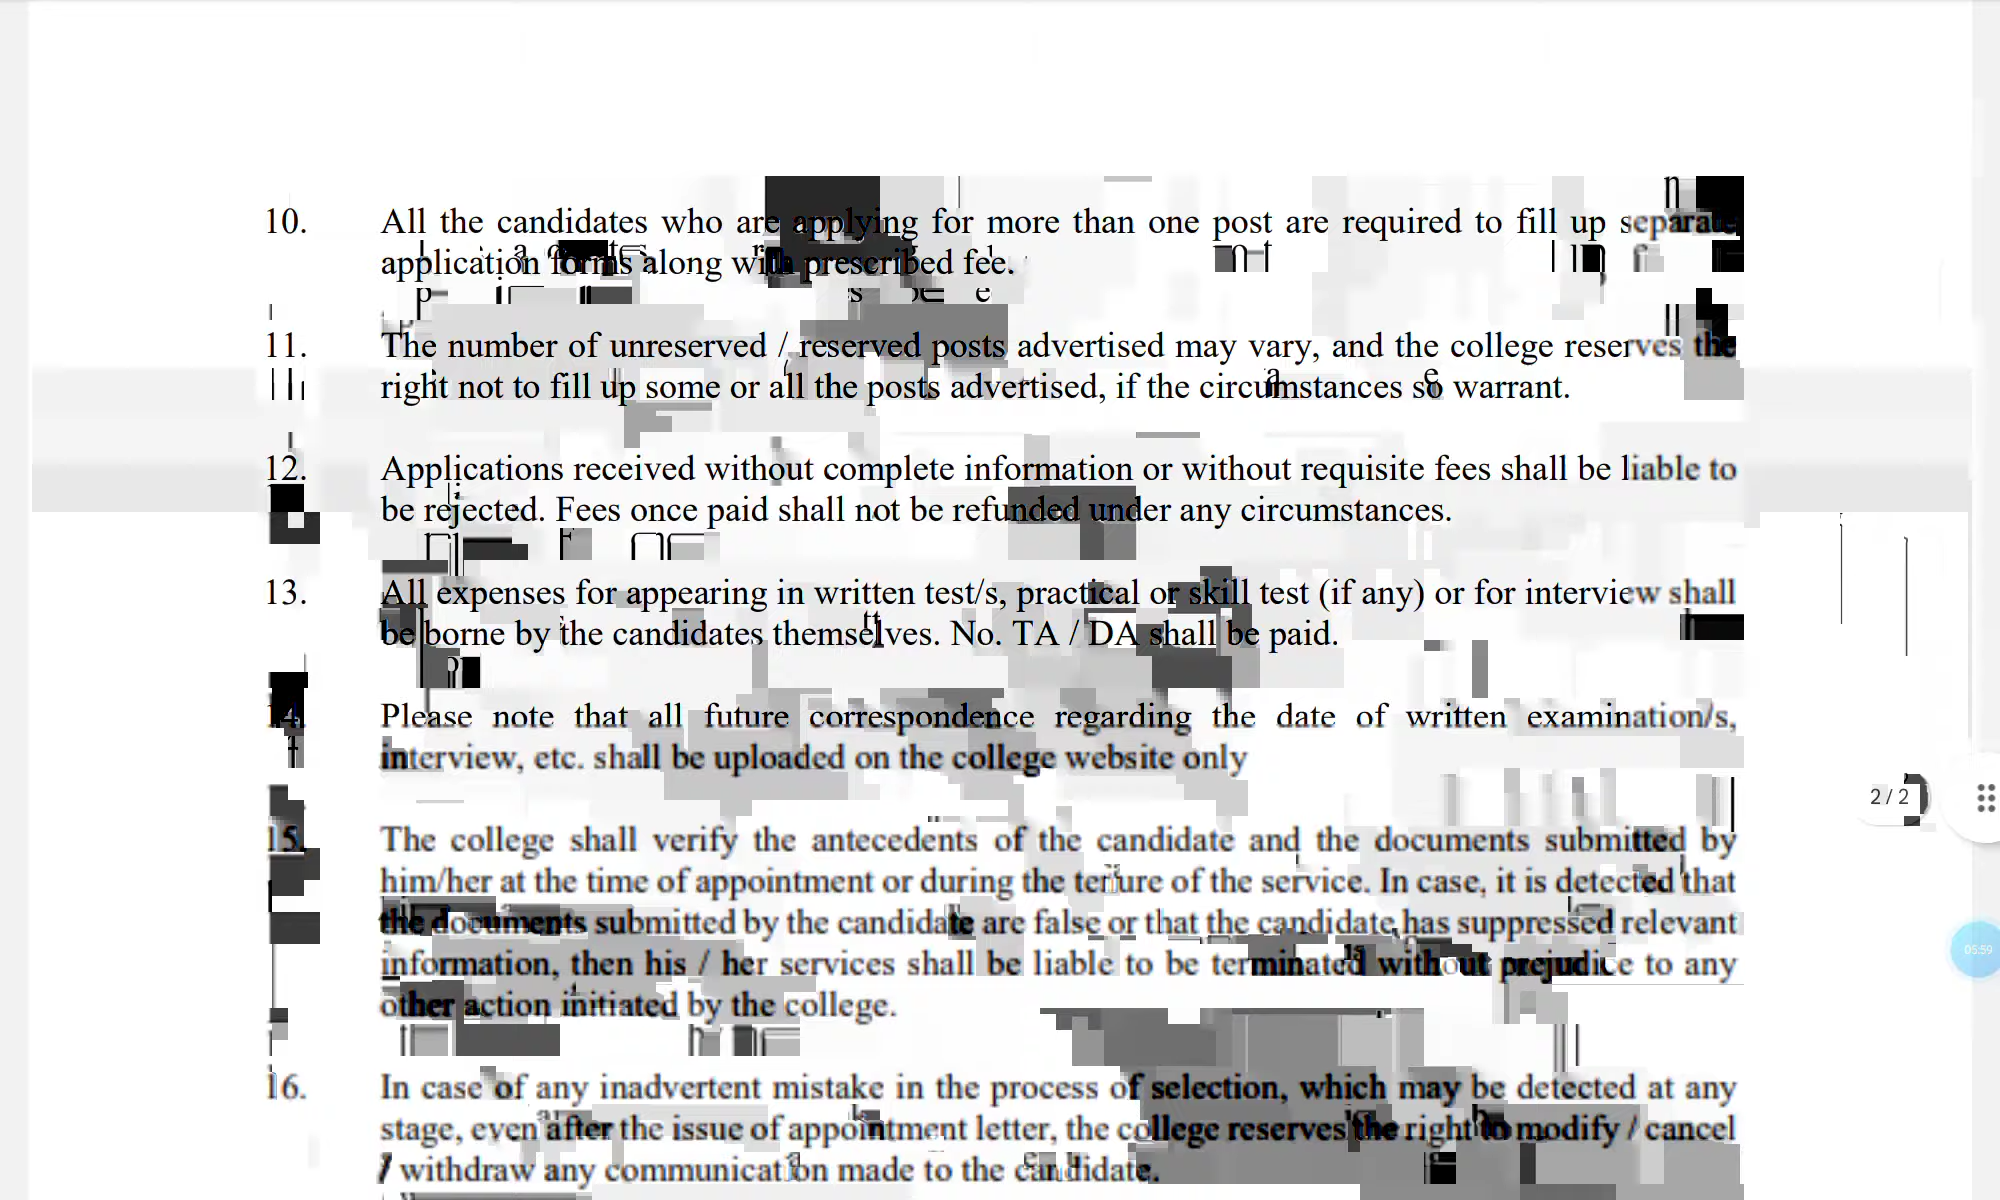 10. All the candidates who are applying for more than one post are required to fill up separate
application forms along with prescribed fee.
11. The number of unreserved / reserved posts advertised may vary, and the college reserves the
right not to fill up some or all the posts advertised, if the circumstances so warrant.
12. Applications received without complete information or without requisite fees shall be liable to
be rejected. Fees once paid shall not be refunded under any circumstances.
13. All expenses for appearing in written test/s, practical or skill test (if any) or for interview shall
be borne by the candidates themselves. No. TA / DA shall be paid.
14. Please note that all future correspondence regarding the date of written examination/s,
interview, etc. shall be uploaded on the college website only
2 / 2
15. The college shall verify the antecedents of the candidate and the documents submitted by
him/her at the time of appointment or during the tenure of the service. In case, it is detected that
the documents submitted by the candidate are false or that the candidate has suppressed relevant
information, then his / her services shall be liable to be terminated without prejudice to any
other action initiated by the college.
05:59
16. In case of any inadvertent mistake in the process of selection, which may be detected at any
stage, even after the issue of appointment letter, the college reserves the right to modify / cancel
/ withdraw any communication made to the candidate.